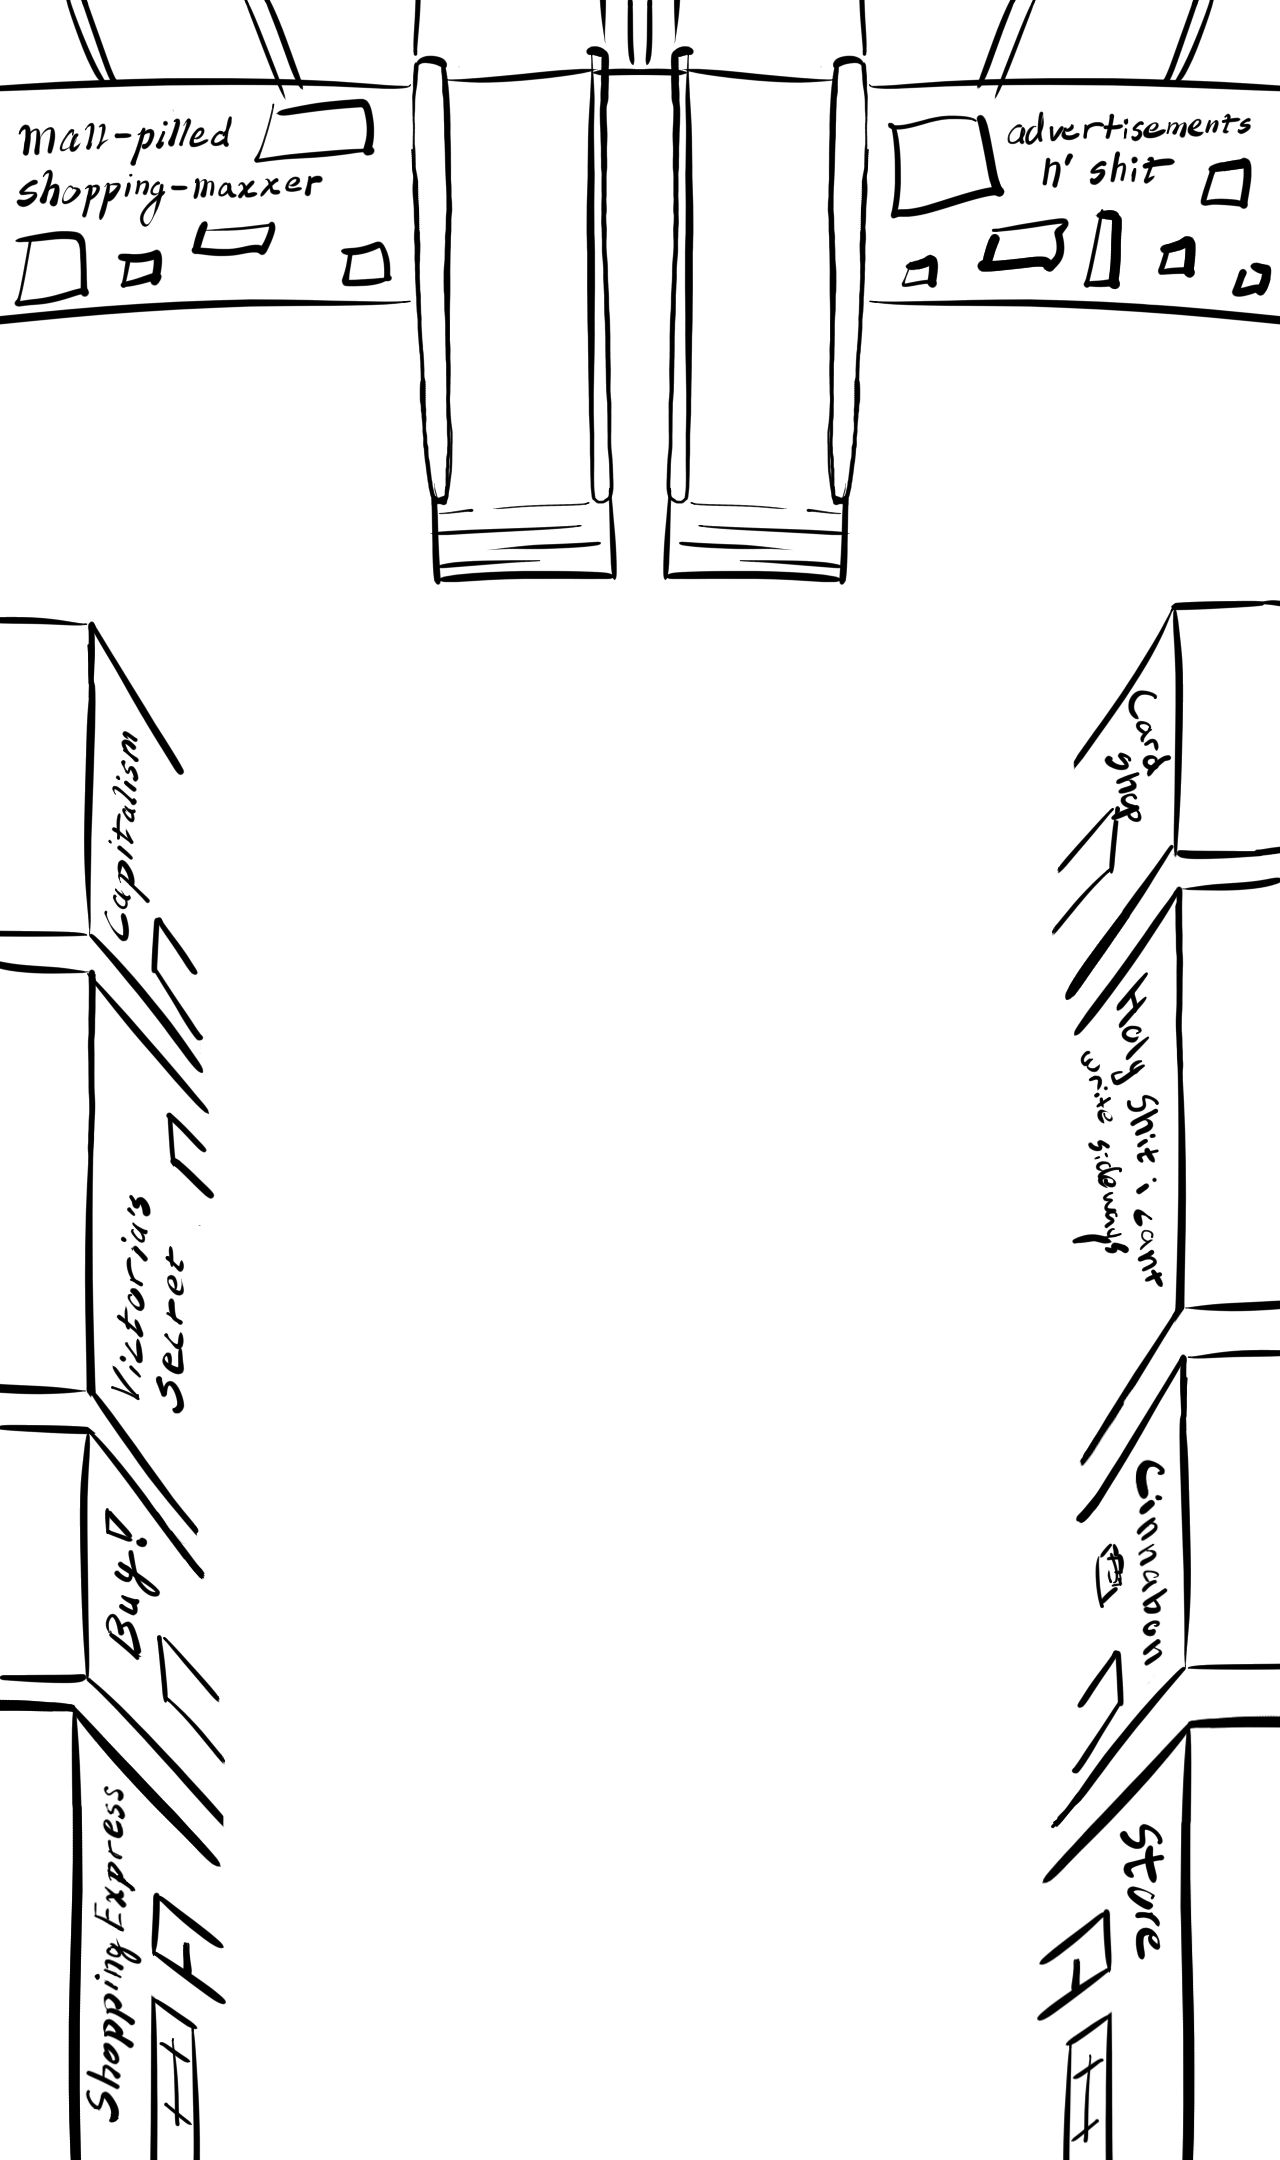 mall-pilled
shopping-maxxer
advertisements
n' shit
Capitalism
Victoria's
Secret
Buy!
Shopping Express
Card
shop
Holy shit i cant
write sideways
Cinnabon
Store